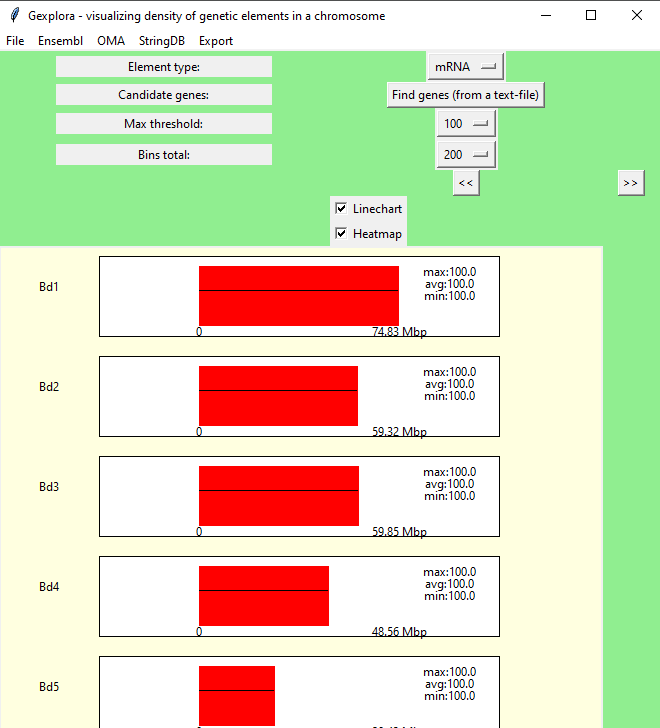 Gexplora - visualizing density of genetic elements in a chromosome
File Ensembl OMA StringDB Export
Element type: mRNA
Candidate genes: Find genes (from a text-file)
Max threshold: 100
Bins total: 200
<< >>
Linechart
Heatmap
Bd1
max:100.0
avg:100.0
min:100.0
0 74.83 Mbp
Bd2
max:100.0
avg:100.0
min:100.0
0 59.32 Mbp
Bd3
max:100.0
avg:100.0
min:100.0
0 59.85 Mbp
Bd4
max:100.0
avg:100.0
min:100.0
0 48.56 Mbp
Bd5
max:100.0
avg:100.0
min:100.0